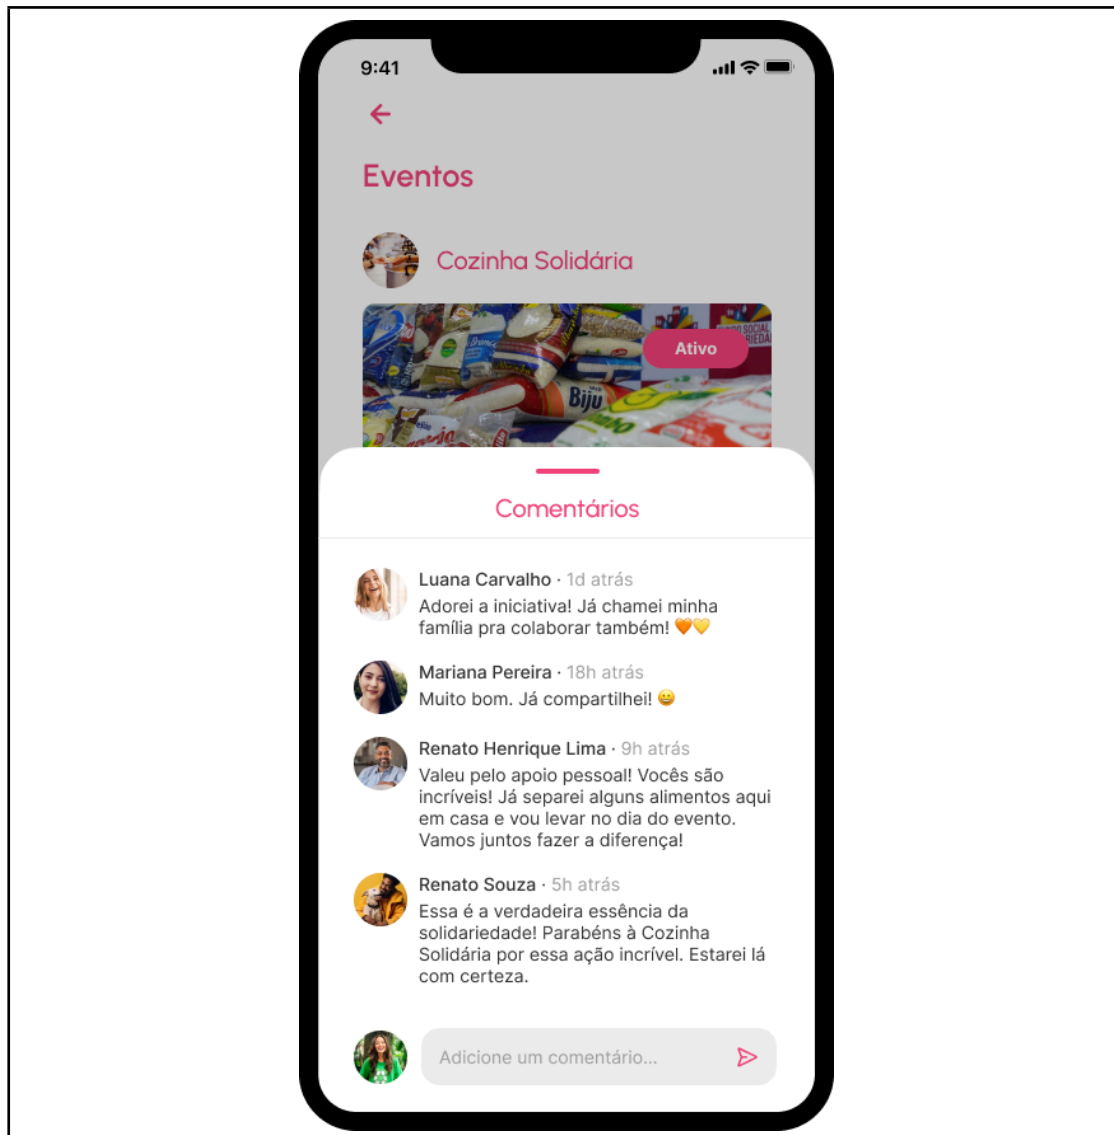 9:41
Eventos
Cozinha Solidária
Ativo
Biju
Comentários
Luana Carvalho · 1d atrás
Adorei a iniciativa! Já chamei minha
família pra colaborar também! 🧡💛
Mariana Pereira · 18h atrás
Muito bom. Já compartilhei! 😀
Renato Henrique Lima · 9h atrás
Valeu pelo apoio pessoal! Vocês são
incríveis! Já separei alguns alimentos aqui
em casa e vou levar no dia do evento.
Vamos juntos fazer a diferença!
Renato Souza · 5h atrás
Essa é a verdadeira essência da
solidariedade! Parabéns à Cozinha
Solidária por essa ação incrível. Estarei lá
com certeza.
Adicione um comentário...